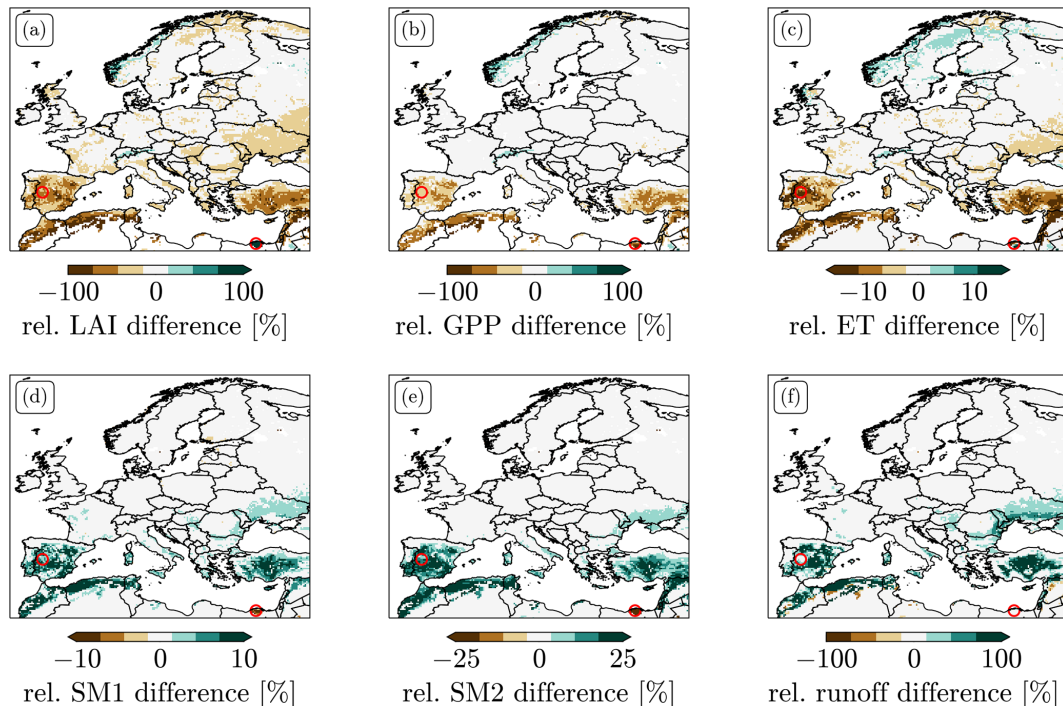 (a) (b) (c)
−100 0 100 −100 0 100 −10 0 10
rel. LAI difference [%] rel. GPP difference [%] rel. ET difference [%]
(d) (e) (f)
−10 0 10 −25 0 25 −100 0 100
rel. SM1 difference [%] rel. SM2 difference [%] rel. runoff difference [%]